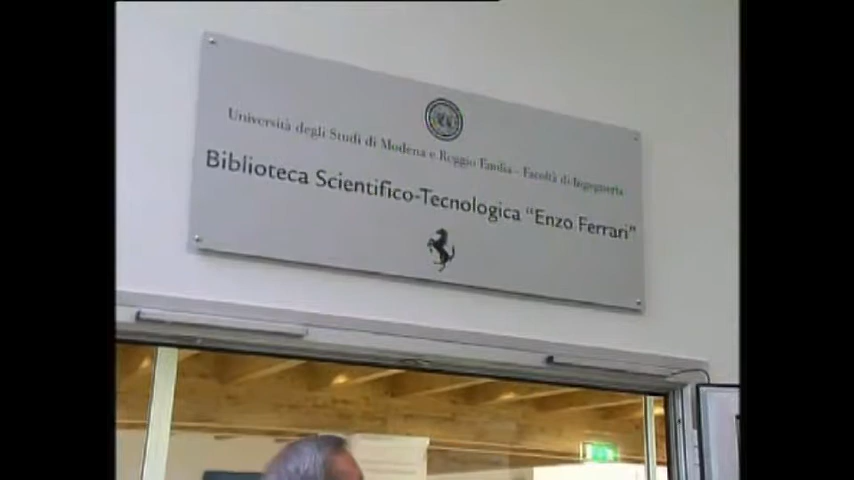 Università degli Studi di Modena e Reggio Emilia - Facoltà di Ingegneria
Biblioteca Scientifico-Tecnologica "Enzo Ferrari"